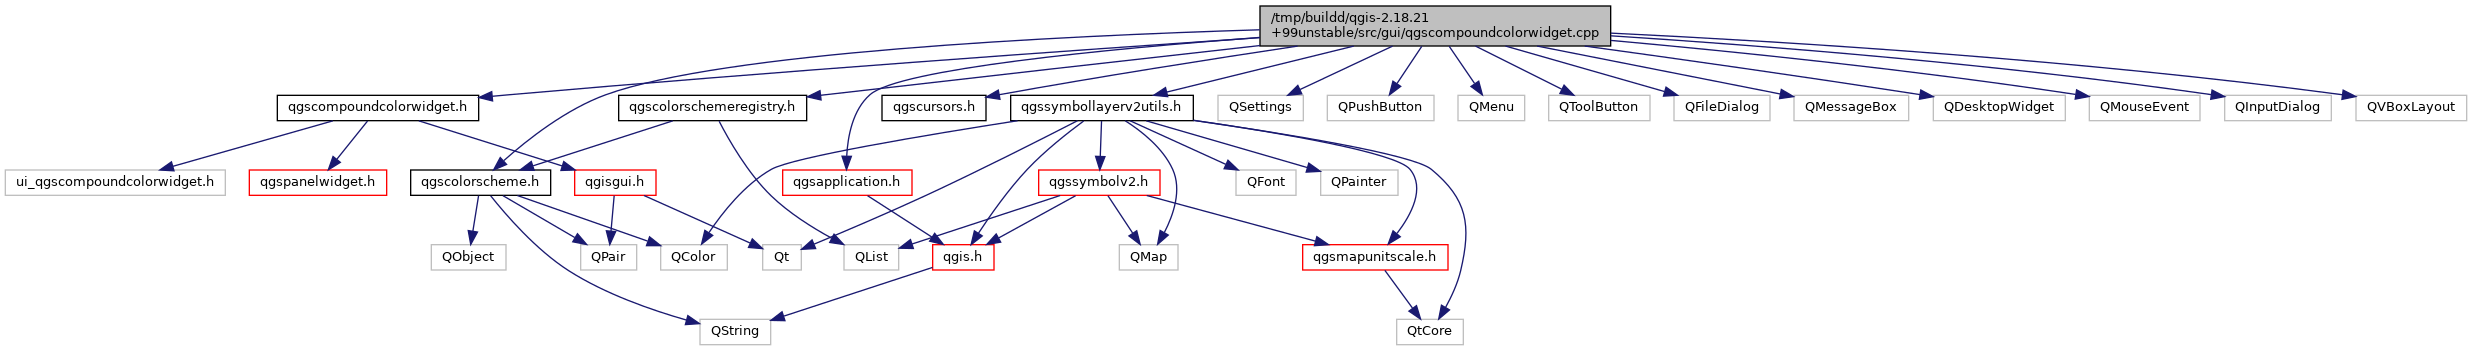 /tmp/buildd/qgis-2.18.21
+99unstable/src/gui/qgscompoundcolorwidget.cpp
qgscompoundcolorwidget.h
qgscolorschemeregistry.h
qgscursors.h
qgssymbollayerv2utils.h
QSettings
QPushButton
QMenu
QToolButton
QFileDialog
QMessageBox
QDesktopWidget
QMouseEvent
QInputDialog
QVBoxLayout
ui_qgscompoundcolorwidget.h
qgspanelwidget.h
qgscolorscheme.h
qgisgui.h
qgsapplication.h
qgssymbolv2.h
QFont
QPainter
QObject
QPair
QColor
Qt
QList
qgis.h
QMap
qgsmapunitscale.h
QString
QtCore